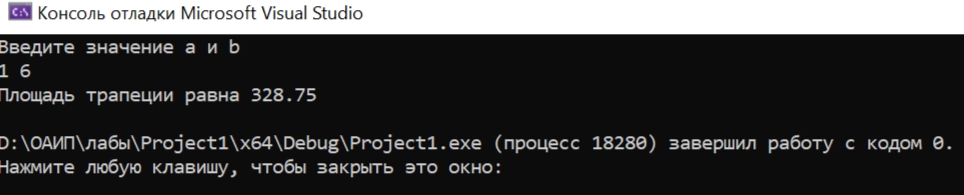 Консоль отладки Microsoft Visual Studio
Введите значение a и b
1 6
Площадь трапеции равна 328.75
D:\ОАИП\лабы\Project1\x64\Debug\Project1.exe (процесс 18280) завершил работу с кодом 0.
Нажмите любую клавишу, чтобы закрыть это окно: